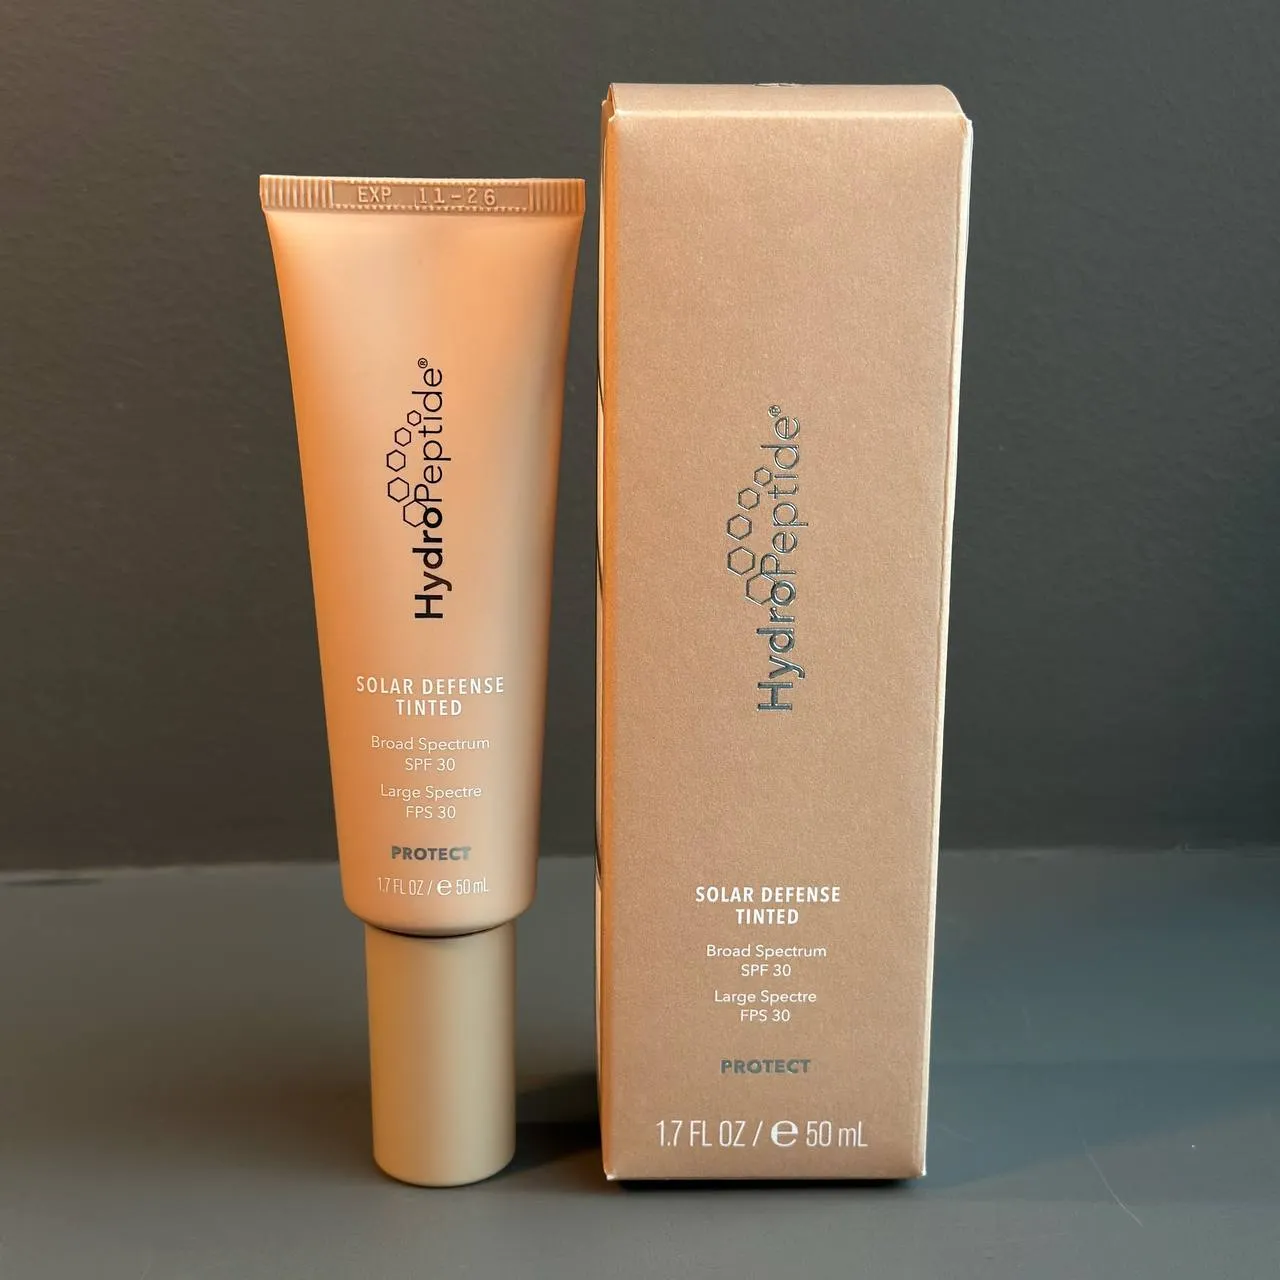 EXP 11-26
HydroPeptide®
SOLAR DEFENSE
TINTED
Broad Spectrum
SPF 30
Large Spectre
FPS 30
PROTECT
1.7 FL OZ / ℮ 50 mL
HydroPeptide®
SOLAR DEFENSE
TINTED
Broad Spectrum
SPF 30
Large Spectre
FPS 30
PROTECT
1.7 FL OZ / ℮ 50 mL